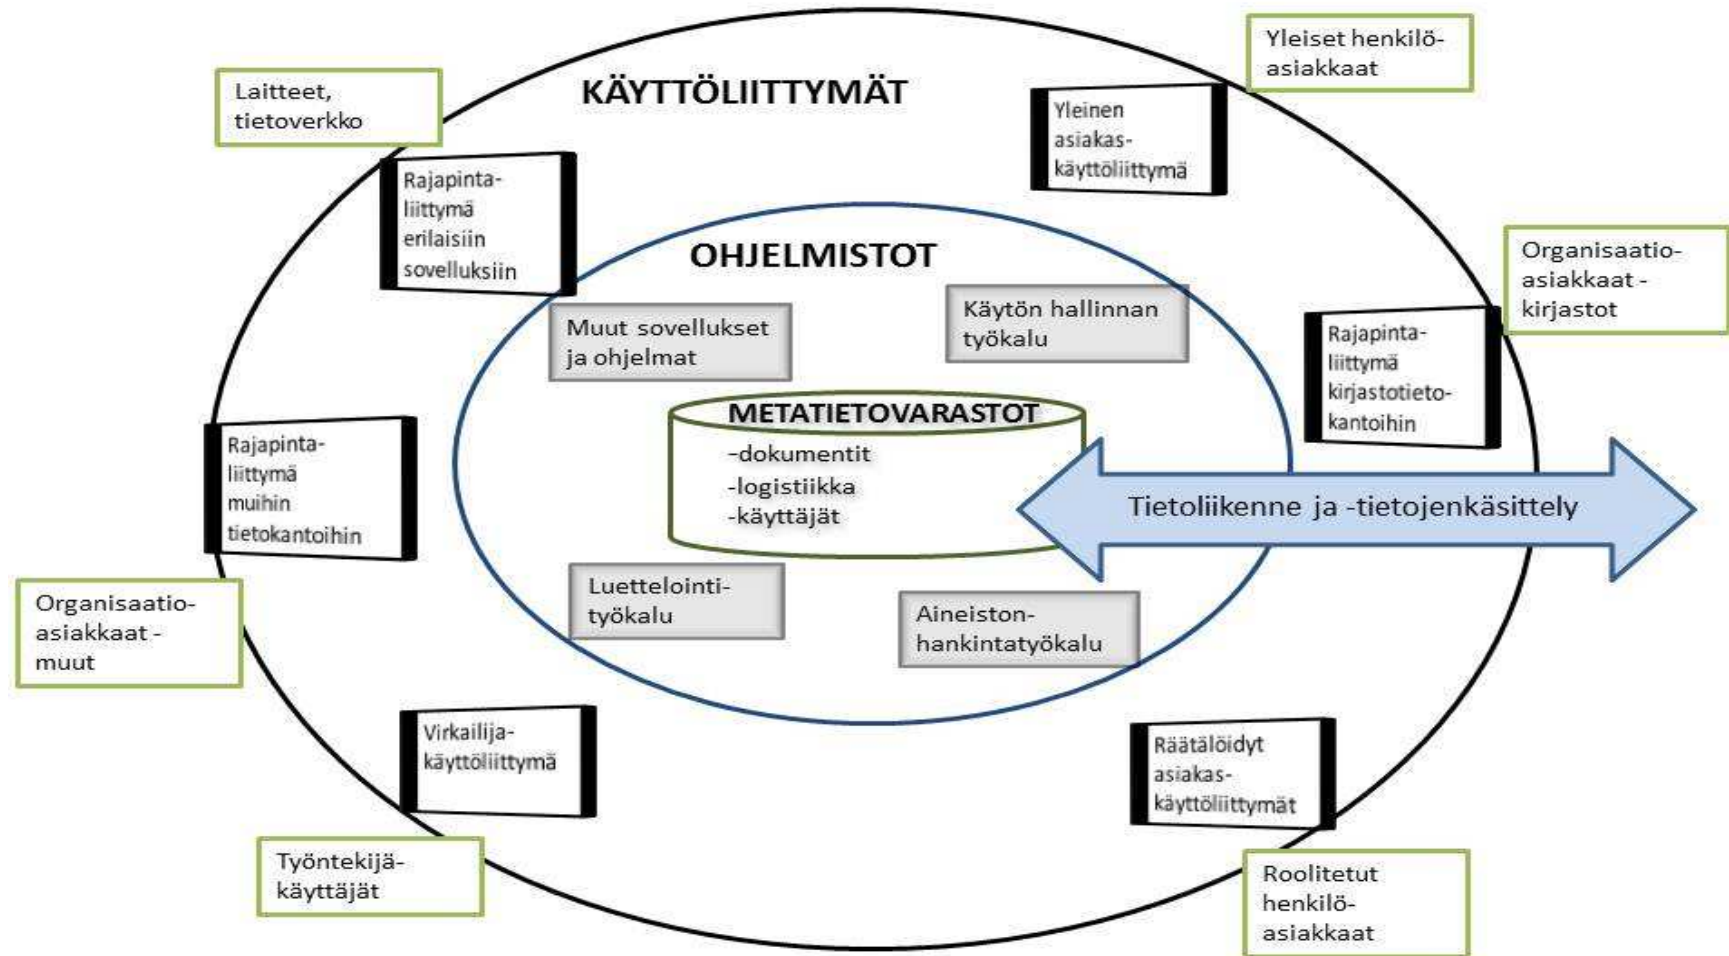 Yleiset henkilö-
asiakkaat
Laitteet,
tietoverkko
KÄYTTÖLIITTYMÄT
Yleinen
asiakas-
käyttöliittymä
Rajapinta-
liittymä
erilaisiin
sovelluksiin
OHJELMISTOT
Organisaatio-
asiakkaat -
kirjastot
Muut sovellukset
ja ohjelmat
Käytön hallinnan
työkalu
Rajapinta-
liittymä
kirjastotieto-
kantoihin
METATIETOVARASTOT
-dokumentit
-logistiikka
-käyttäjät
Rajapinta-
liittymä
muihin
tietokantoihin
Tietoliikenne ja -tietojenkäsittely
Luettelointi-
työkalu
Aineiston-
hankintatyökalu
Organisaatio-
asiakkaat -
muut
Virkailija-
käyttöliittymä
Räätälöidyt
asiakas-
käyttöliittymät
Työntekijä-
käyttäjät
Roolitetut
henkilö-
asiakkaat